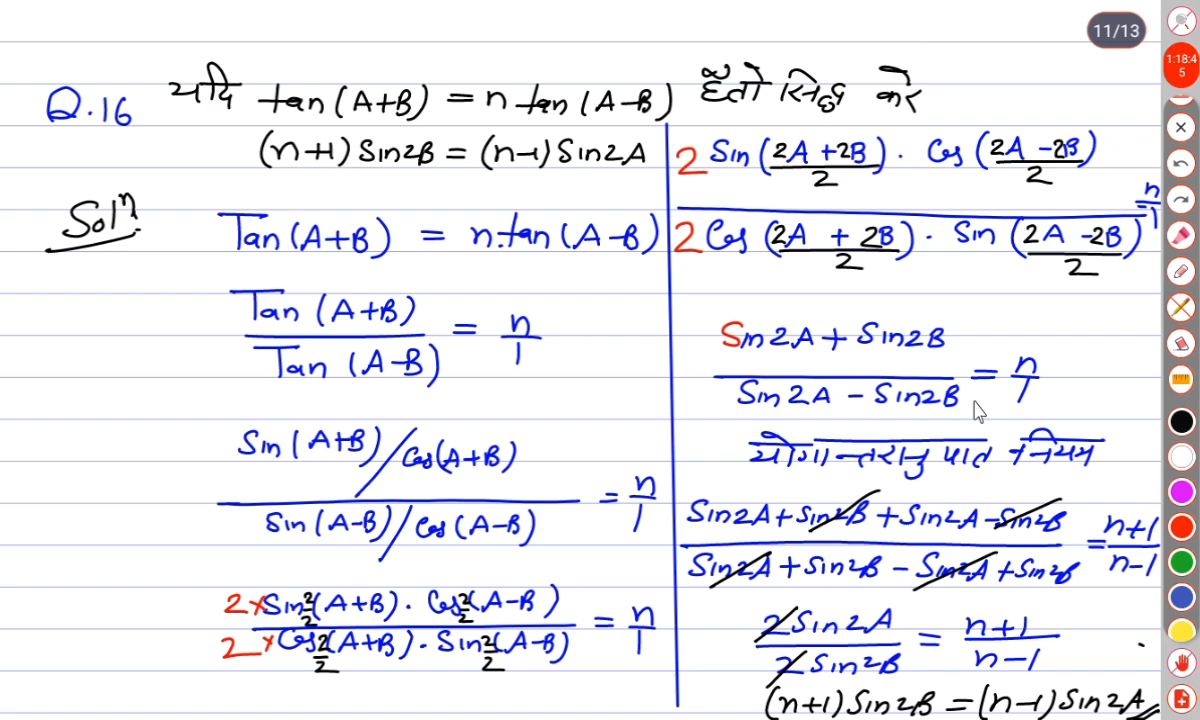 11/13
1:18:45
Q.16 यदि tan(A+B) = n tan(A-B) है तो सिद्ध करे
(n+1) Sin2B = (n-1) Sin2A
Solⁿ.
Tan(A+B) = n.tan(A-B)
Tan (A+B) / Tan (A-B) = n/1
Sin(A+B)/Cos(A+B)
Sin(A-B)/Cos(A-B) = n/1
2×Sin 2/2 (A+B). Cos 2/2 (A-B)
2×Cos 2/2 (A+B). Sin 2/2 (A-B) = n/1
2 Sin (2A+2B / 2). Cos (2A-2B / 2)
2 Cos (2A + 2B / 2). Sin (2A-2B / 2) = n/1
Sin2A + Sin2B
Sin2A - Sin2B = n/1
योगान्तरानुपात नियम
Sin2A+Sin2B+Sin2A-Sin2B
Sin2A+Sin2B-Sin2A+Sin2B = n+1 / n-1
2Sin2A / 2Sin2B = n+1 / n-1
(n+1)Sin2B = (n-1)Sin2A